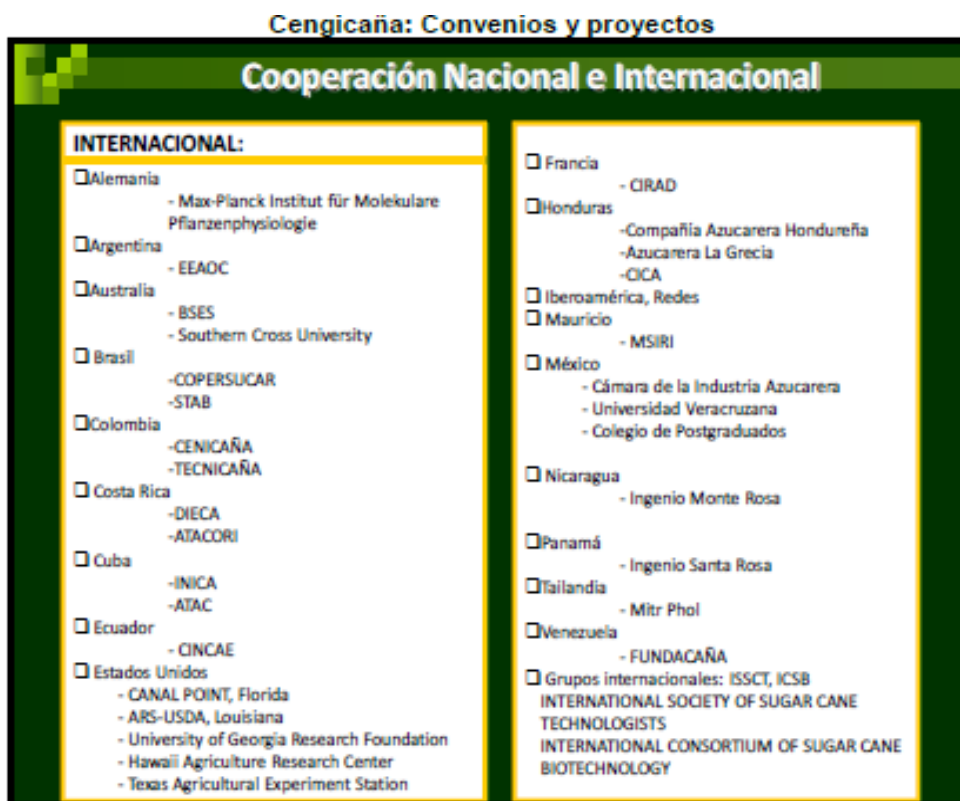 Cengicaña: Convenios y proyectos
Cooperación Nacional e Internacional
INTERNACIONAL:
❑Alemania
- Max-Planck Institut für Molekulare
Pflanzenphysiologie
❑Argentina
- EEAOC
❑Australia
- BSES
- Southern Cross University
❑ Brasil
-COPERSUCAR
-STAB
❑Colombia
-CENICAÑA
-TECNICAÑA
❑ Costa Rica
-DIECA
-ATACORI
❑ Cuba
-INICA
-ATAC
❑ Ecuador
- CINCAE
❑ Estados Unidos
- CANAL POINT, Florida
- ARS-USDA, Louisiana
- University of Georgia Research Foundation
- Hawaii Agriculture Research Center
- Texas Agricultural Experiment Station
❑ Francia
- CIRAD
❑Honduras
-Compañía Azucarera Hondureña
-Azucarera La Grecia
-CICA
❑ Iberoamérica, Redes
❑ Mauricio
- MSIRI
❑ México
- Cámara de la Industria Azucarera
- Universidad Veracruzana
- Colegio de Postgraduados
❑ Nicaragua
- Ingenio Monte Rosa
❑Panamá
- Ingenio Santa Rosa
❑Tailandia
- Mitr Phol
❑Venezuela
- FUNDACAÑA
❑ Grupos internacionales: ISSCT, ICSB
INTERNATIONAL SOCIETY OF SUGAR CANE
TECHNOLOGISTS
INTERNATIONAL CONSORTIUM OF SUGAR CANE
BIOTECHNOLOGY